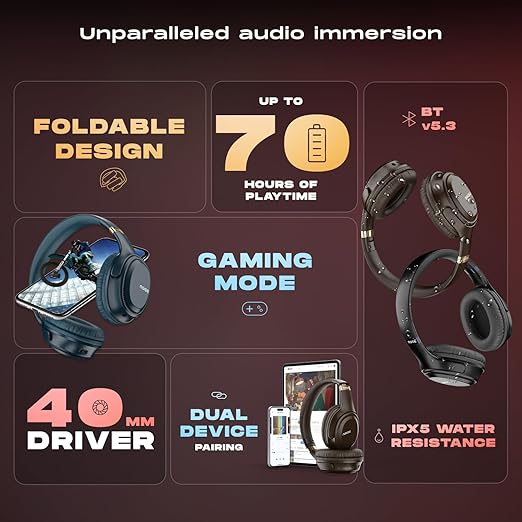 Unparalleled audio immersion
FOLDABLE
DESIGN
UP TO
70
HOURS OF
PLAYTIME
BT
v5.3
GAMING
MODE
40 MM
DRIVER
DUAL
DEVICE
PAIRING
IPX5 WATER
RESISTANCE